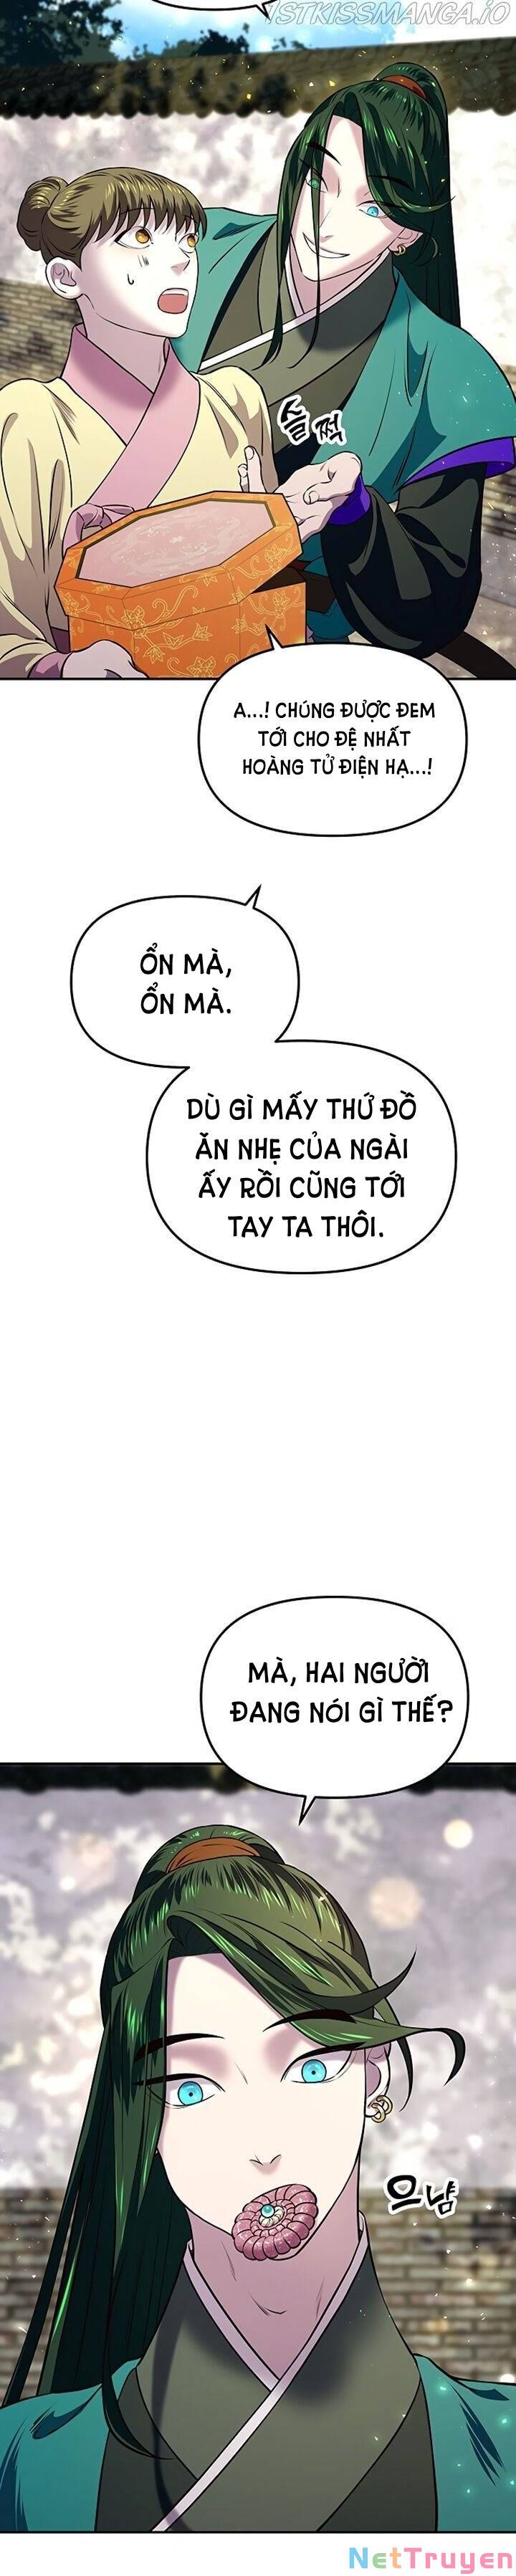 ISTKISSMANGA.IO
슬쩍
A...! CHÚNG ĐƯỢC ĐEM
TỚI CHO ĐỆ NHẤT
HOÀNG TỬ ĐIỆN HẠ...!
ỔN MÀ,
ỔN MÀ.
DÙ GÌ MẤY THỨ ĐỒ
ĂN NHẸ CỦA NGÀI
ẤY RỒI CŨNG TỚI
TAY TA THÔI.
MÀ, HAI NGƯỜI
ĐANG NÓI GÌ THẾ?
으냠
NetTruyen